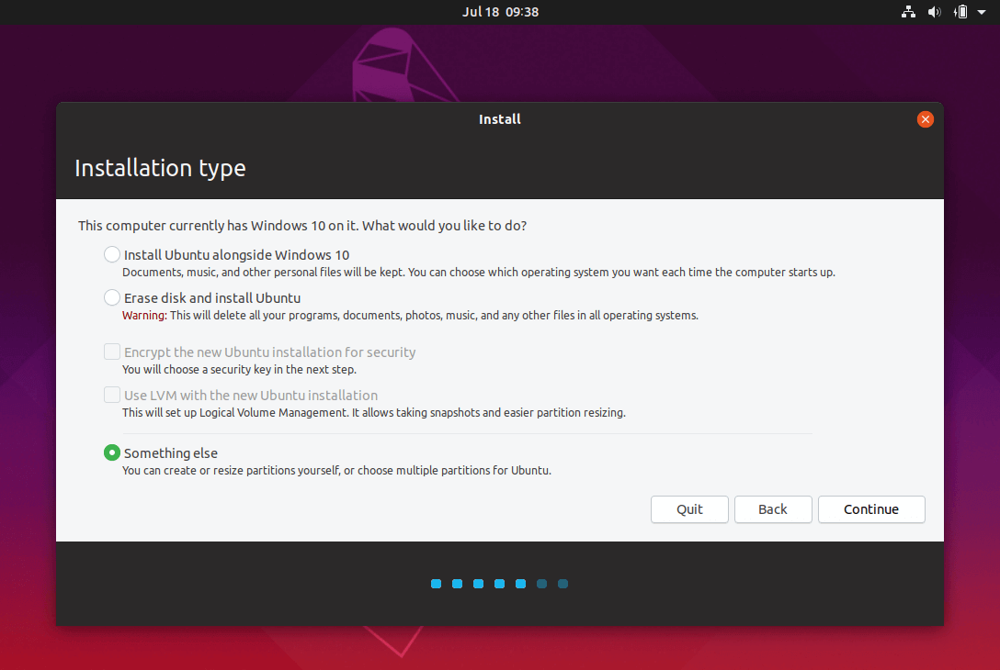 Jul 18 09:38
Install
Installation type
This computer currently has Windows 10 on it. What would you like to do?
Install Ubuntu alongside Windows 10
Documents, music, and other personal files will be kept. You can choose which operating system you want each time the computer starts up.
Erase disk and install Ubuntu
Warning: This will delete all your programs, documents, photos, music, and any other files in all operating systems.
Encrypt the new Ubuntu installation for security
You will choose a security key in the next step.
Use LVM with the new Ubuntu installation
This will set up Logical Volume Management. It allows taking snapshots and easier partition resizing.
Something else
You can create or resize partitions yourself, or choose multiple partitions for Ubuntu.
Quit Back Continue